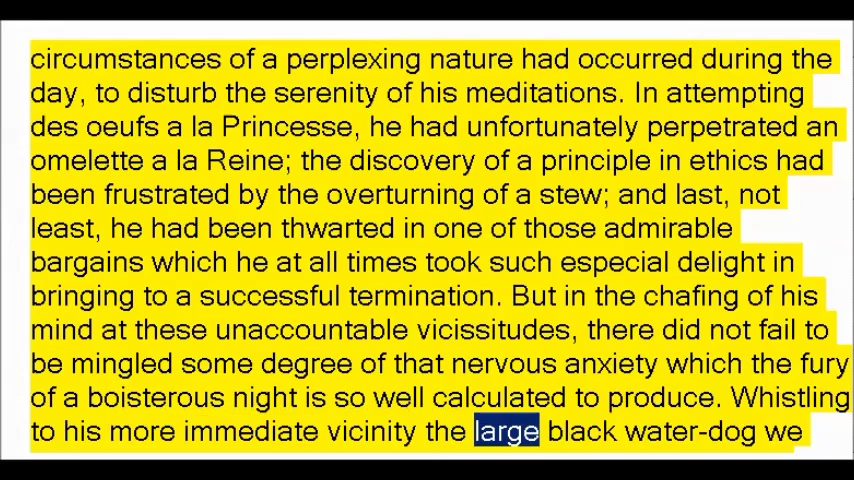 circumstances of a perplexing nature had occurred during the
day, to disturb the serenity of his meditations. In attempting
des oeufs a la Princesse, he had unfortunately perpetrated an
omelette a la Reine; the discovery of a principle in ethics had
been frustrated by the overturning of a stew; and last, not
least, he had been thwarted in one of those admirable
bargains which he at all times took such especial delight in
bringing to a successful termination. But in the chafing of his
mind at these unaccountable vicissitudes, there did not fail to
be mingled some degree of that nervous anxiety which the fury
of a boisterous night is so well calculated to produce. Whistling
to his more immediate vicinity the large black water-dog we